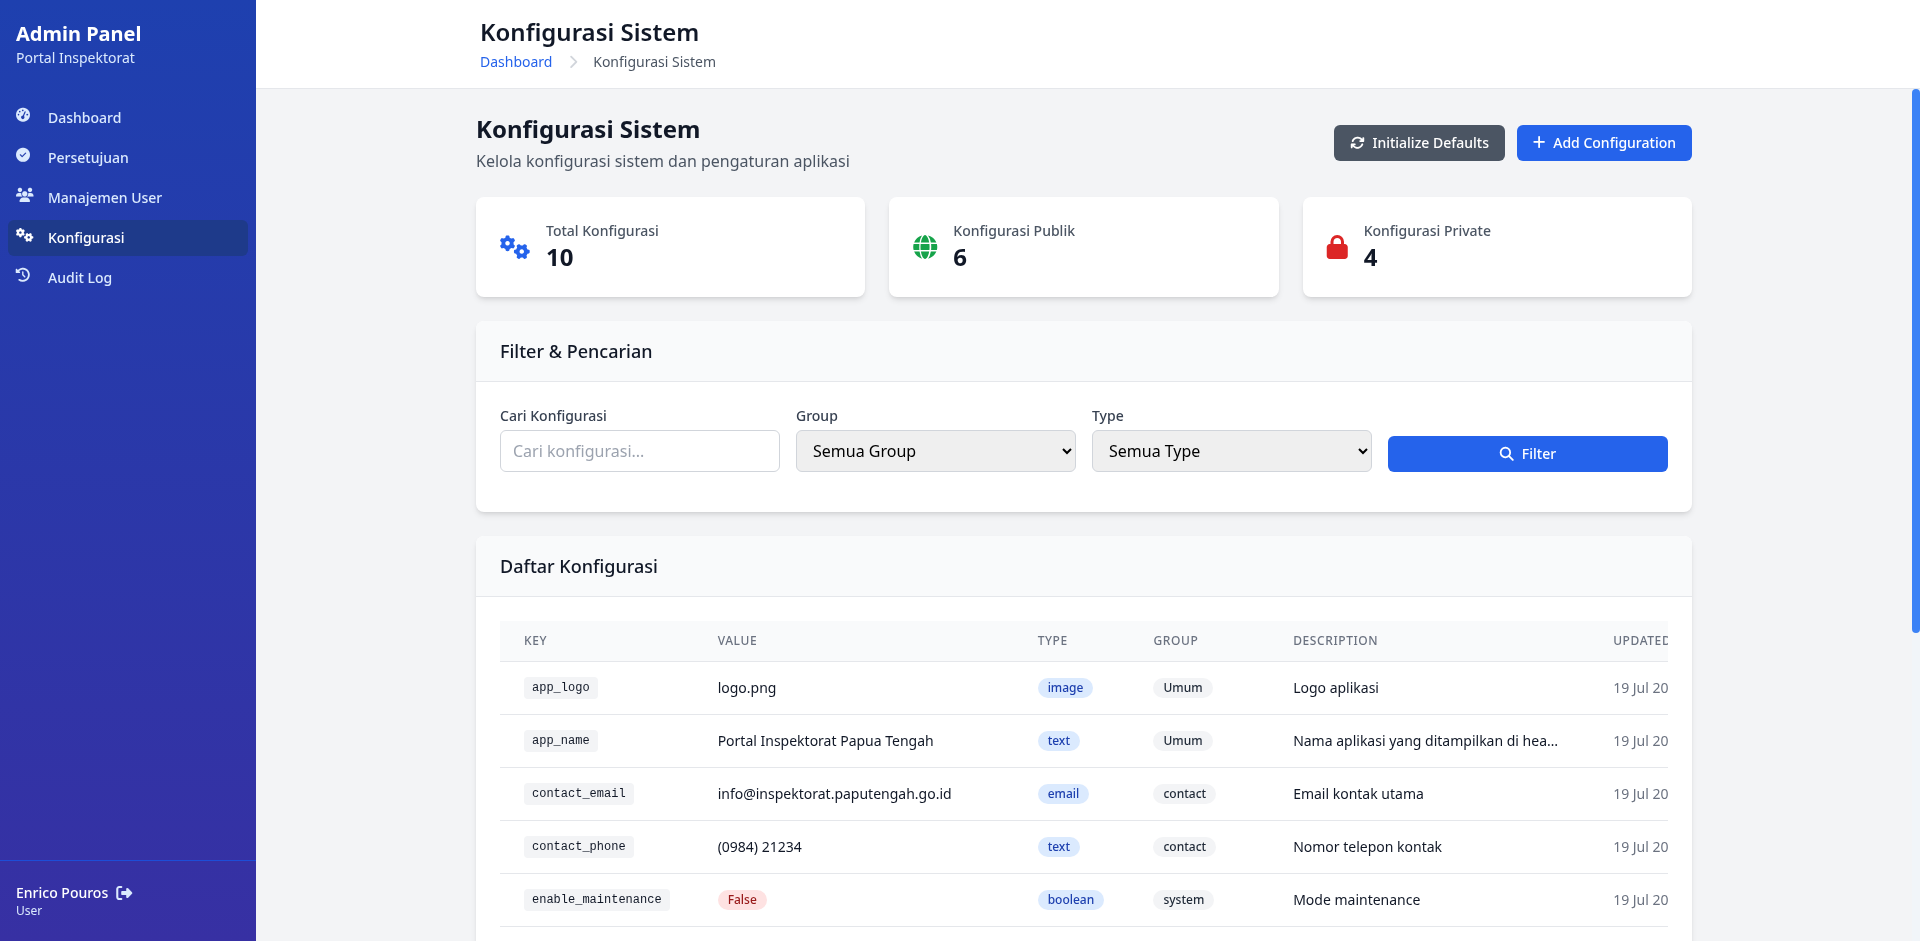 Admin Panel
Portal Inspektorat
Dashboard
Persetujuan
Manajemen User
Konfigurasi
Audit Log
Enrico Pouros
User
Konfigurasi Sistem
Dashboard Konfigurasi Sistem
Konfigurasi Sistem
Kelola konfigurasi sistem dan pengaturan aplikasi
Initialize Defaults
Add Configuration
Total Konfigurasi
10
Konfigurasi Publik
6
Konfigurasi Private
4
Filter & Pencarian
Cari Konfigurasi Group Type
Cari konfigurasi... Semua Group Semua Type Filter
Daftar Konfigurasi
KEY VALUE TYPE GROUP DESCRIPTION UPDATED
app_logo logo.png image Umum Logo aplikasi 19 Jul 20
app_name Portal Inspektorat Papua Tengah text Umum Nama aplikasi yang ditampilkan di hea... 19 Jul 20
contact_email info@inspektorat.paputengah.go.id email contact Email kontak utama 19 Jul 20
contact_phone (0984) 21234 text contact Nomor telepon kontak 19 Jul 20
enable_maintenance False boolean system Mode maintenance 19 Jul 20